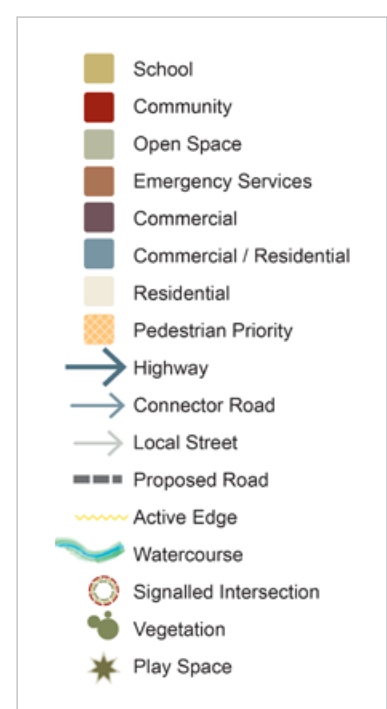 School
Community
Open Space
Emergency Services
Commercial
Commercial / Residential
Residential
Pedestrian Priority
Highway
Connector Road
Local Street
Proposed Road
Active Edge
Watercourse
Signalled Intersection
Vegetation
Play Space